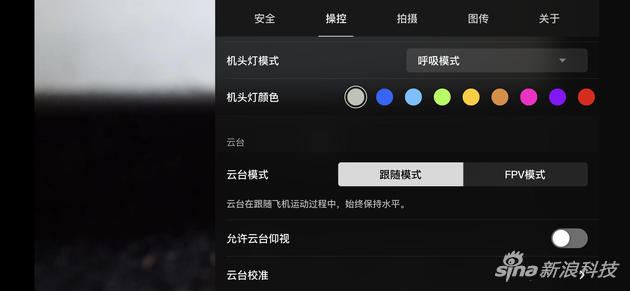 安全 操控 拍摄 图传 关于
机头灯模式 呼吸模式
机头灯颜色
云台
云台模式 跟随模式 FPV模式
云台在跟随飞机运动过程中，始终保持水平。
允许云台仰视
云台校准
sina 新浪科技